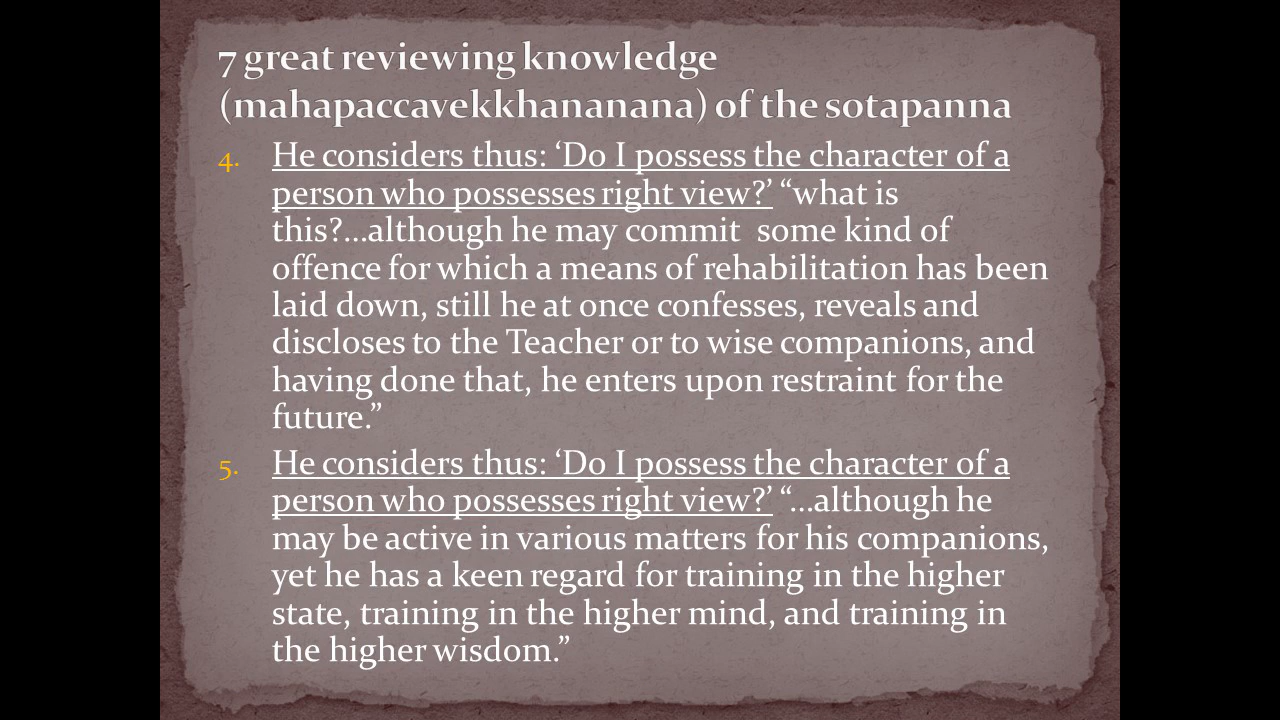 7 great reviewing knowledge
(mahapaccavekkhananana) of the sotapanna
4. He considers thus: ‘Do I possess the character of a
person who possesses right view?’ “what is
this?...although he may commit some kind of
offence for which a means of rehabilitation has been
laid down, still he at once confesses, reveals and
discloses to the Teacher or to wise companions, and
having done that, he enters upon restraint for the
future.”
5. He considers thus: ‘Do I possess the character of a
person who possesses right view?’ “...although he
may be active in various matters for his companions,
yet he has a keen regard for training in the higher
state, training in the higher mind, and training in
the higher wisdom.”